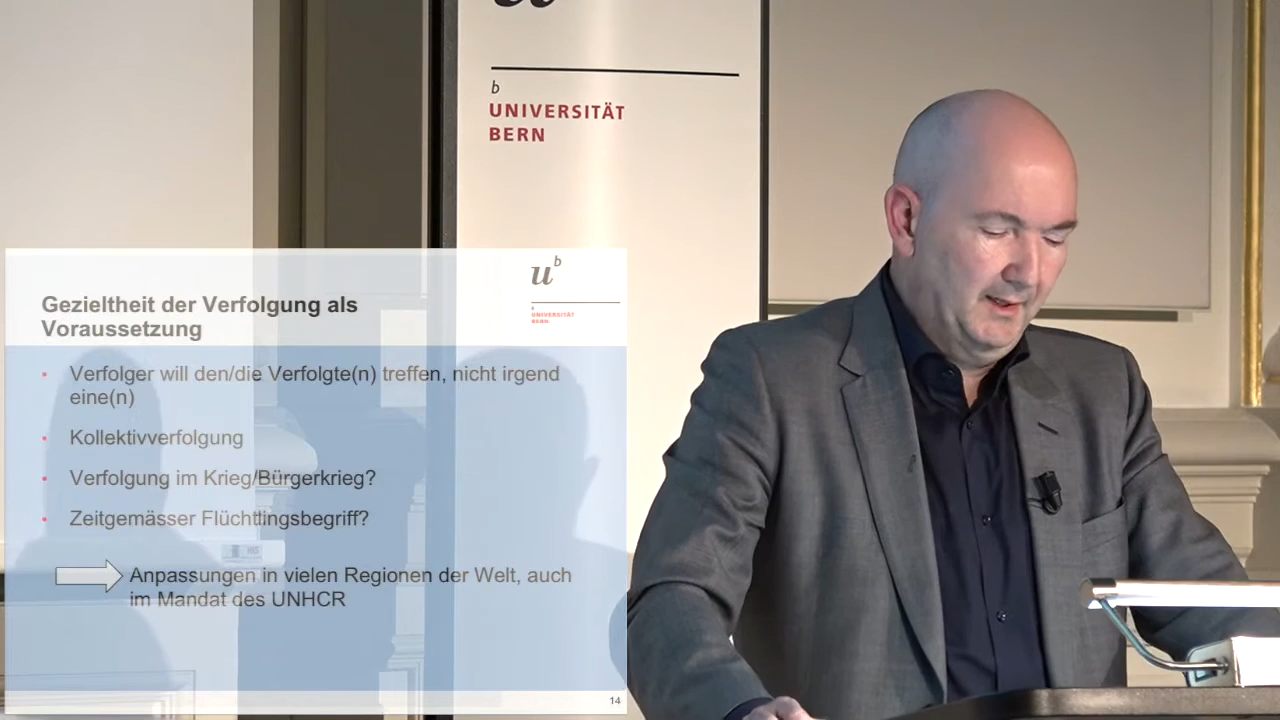 b
UNIVERSITÄT
BERN
u b
b
UNIVERSITÄT
BERN
Gezieltheit der Verfolgung als
Voraussetzung
• Verfolger will den/die Verfolgte(n) treffen, nicht irgend
eine(n)
• Kollektivverfolgung
• Verfolgung im Krieg/Bürgerkrieg?
• Zeitgemässer Flüchtlingsbegriff?
Anpassungen in vielen Regionen der Welt, auch
im Mandat des UNHCR
14